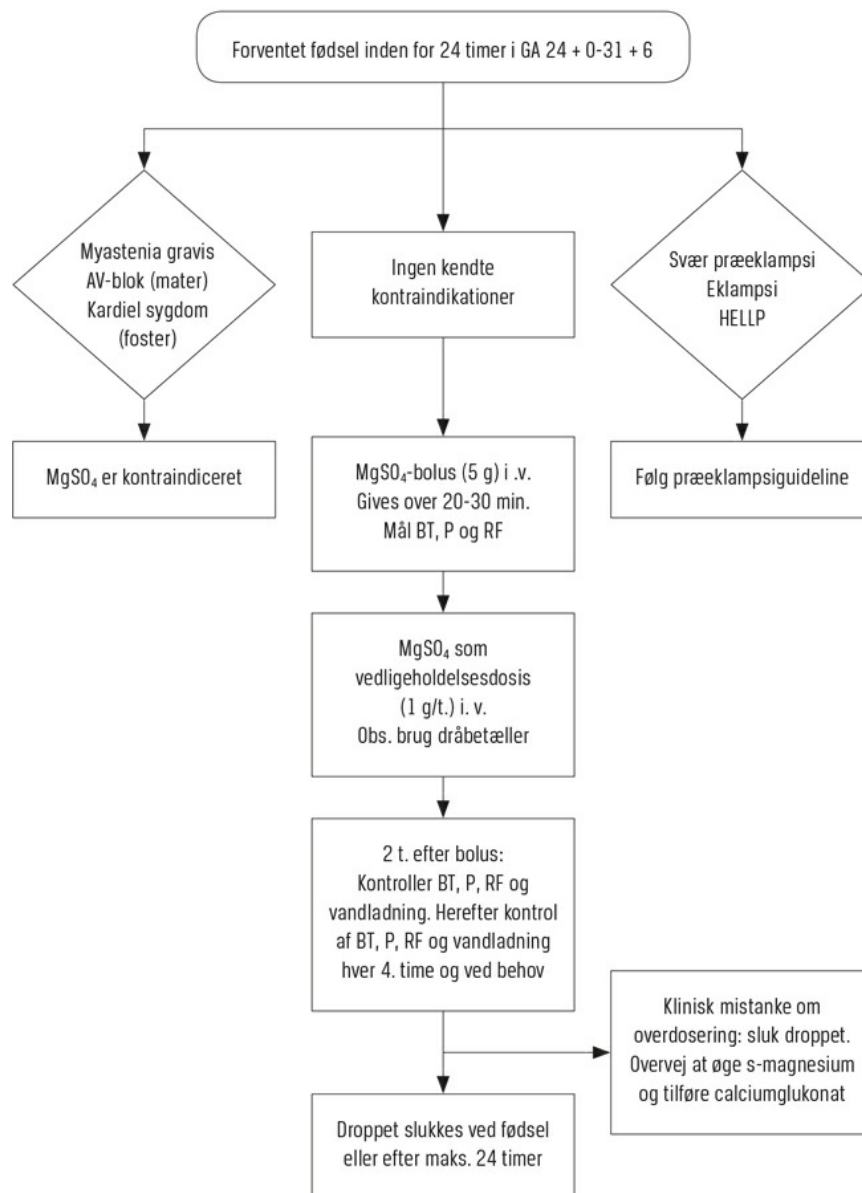 Forventet fødsel inden for 24 timer i GA 24 + 0-31 + 6
Myastenia gravis
AV-blok (mater)
Kardiel sygdom
(foster)
Ingen kendte
kontraindikationer
Svær præeklampsi
Eklampsi
HELLP
MgSO₄ er kontraindiceret
MgSO₄-bolus (5 g) i .v.
Gives over 20-30 min.
Mål BT, P og RF
Følg præeklampsiguideline
MgSO₄ som
vedligeholdelsesdosis
(1 g/t.) i. v.
Obs. brug dråbetæller
2 t. efter bolus:
Kontroller BT, P, RF og
vandladning. Herefter kontrol
af BT, P, RF og vandladning
hver 4. time og ved behov
Klinisk mistanke om
overdosering: sluk droppet.
Overvej at øge s-magnesium
og tilføre calciumglukonat
Droppet slukkes ved fødsel
eller efter maks. 24 timer